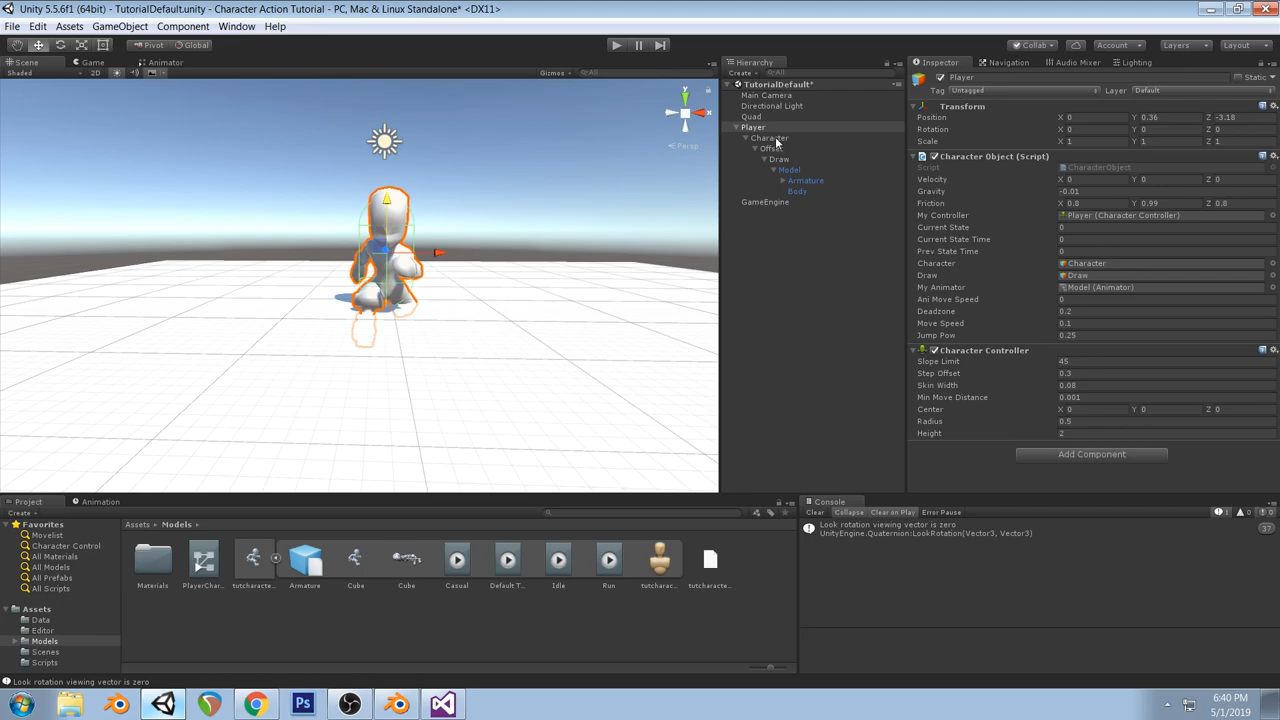 Unity 5.5.6f1 (64bit) - TutorialDefault.unity - Character Action Tutorial - PC, Mac & Linux Standalone* <DX11>
File Edit Assets GameObject Component Window Help
Pivot Global Collab Account Layers Layout
Scene Game Animator
Shaded 2D Gizmos All
Persp
Hierarchy
Create All
TutorialDefault*
Main Camera
Directional Light
Quad
Player
Character
Offset
Draw
Model
Armature
Body
GameEngine
Inspector Navigation Audio Mixer Lighting
Player Static
Tag Untagged Layer Default
Transform
Position X 0 Y 0.36 Z -3.18
Rotation X 0 Y 0 Z 0
Scale X 1 Y 1 Z 1
Character Object (Script)
Script CharacterObject
Velocity X 0 Y 0 Z 0
Gravity -0.01
Friction X 0.8 Y 0.99 Z 0.8
My Controller Player (Character Controller)
Current State 0
Current State Time 0
Prev State Time 0
Character Character
Draw Draw
My Animator Model (Animator)
Ani Move Speed 0
Deadzone 0.2
Move Speed 0.1
Jump Pow 0.25
Character Controller
Slope Limit 45
Step Offset 0.3
Skin Width 0.08
Min Move Distance 0.001
Center X 0 Y 0 Z 0
Radius 0.5
Height 2
Add Component
Project Animation
Create
Favorites
Movelist
Character Control
All Materials
All Models
All Prefabs
All Scripts
Assets
Data
Editor
Models
Scenes
Scripts
Assets Models
Materials PlayerChar... tutcharacte... Armature Cube Cube Casual Default T... Idle Run tutcharac... tutcharacte...
Console
Clear Collapse Clear on Play Error Pause 1 0 0
Look rotation viewing vector is zero
UnityEngine.Quaternion:LookRotation(Vector3, Vector3)
37
Look rotation viewing vector is zero
Ps
6:40 PM
5/1/2019